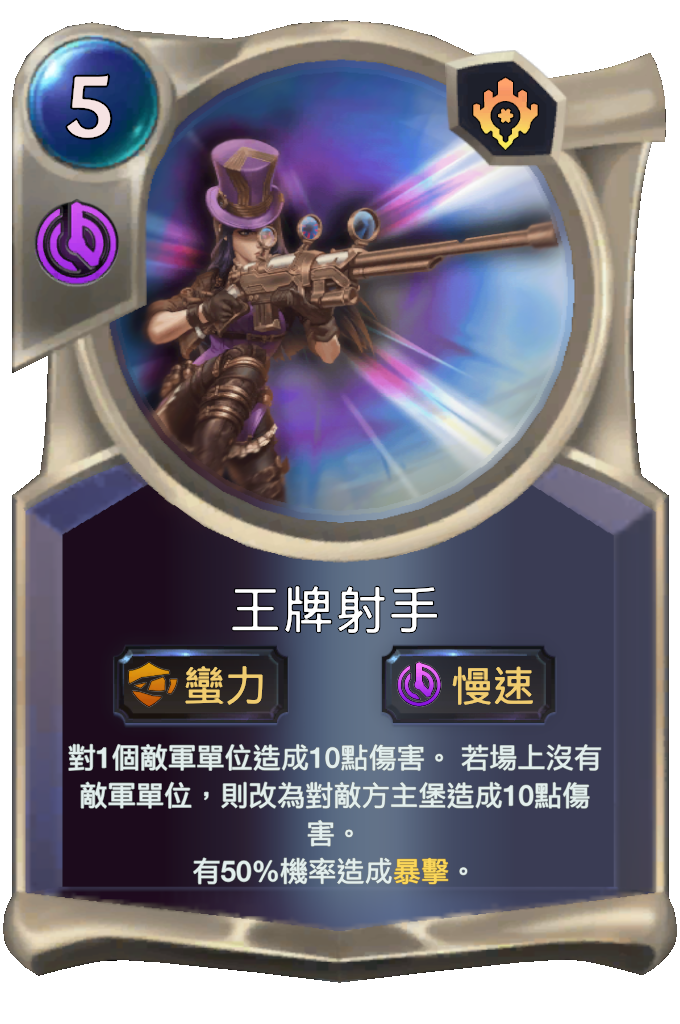 5
王牌射手
蠻力
慢速
對1個敵軍單位造成10點傷害。 若場上沒有
敵軍單位，則改為對敵方主堡造成10點傷
害。
有50%機率造成暴擊。